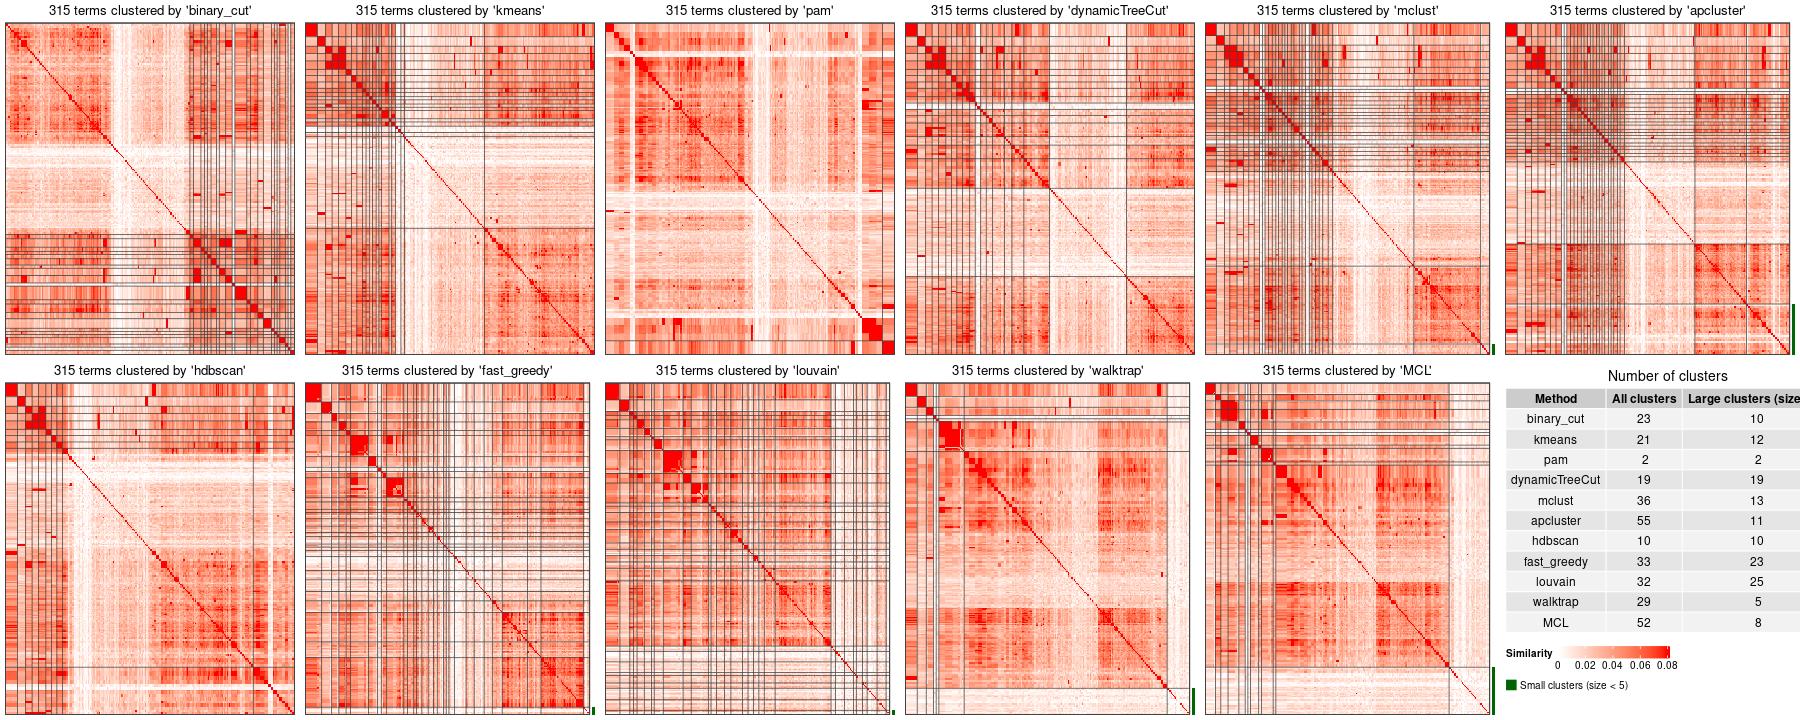 315 terms clustered by 'binary_cut'
315 terms clustered by 'kmeans'
315 terms clustered by 'pam'
315 terms clustered by 'dynamicTreeCut'
315 terms clustered by 'mclust'
315 terms clustered by 'apcluster'
315 terms clustered by 'hdbscan'
315 terms clustered by 'fast_greedy'
315 terms clustered by 'louvain'
315 terms clustered by 'walktrap'
315 terms clustered by 'MCL'
Number of clusters
Method All clusters Large clusters (size
binary_cut 23 10
kmeans 21 12
pam 2 2
dynamicTreeCut 19 19
mclust 36 13
apcluster 55 11
hdbscan 10 10
fast_greedy 33 23
louvain 32 25
walktrap 29 5
MCL 52 8
Similarity
0 0.02 0.04 0.06 0.08
Small clusters (size < 5)